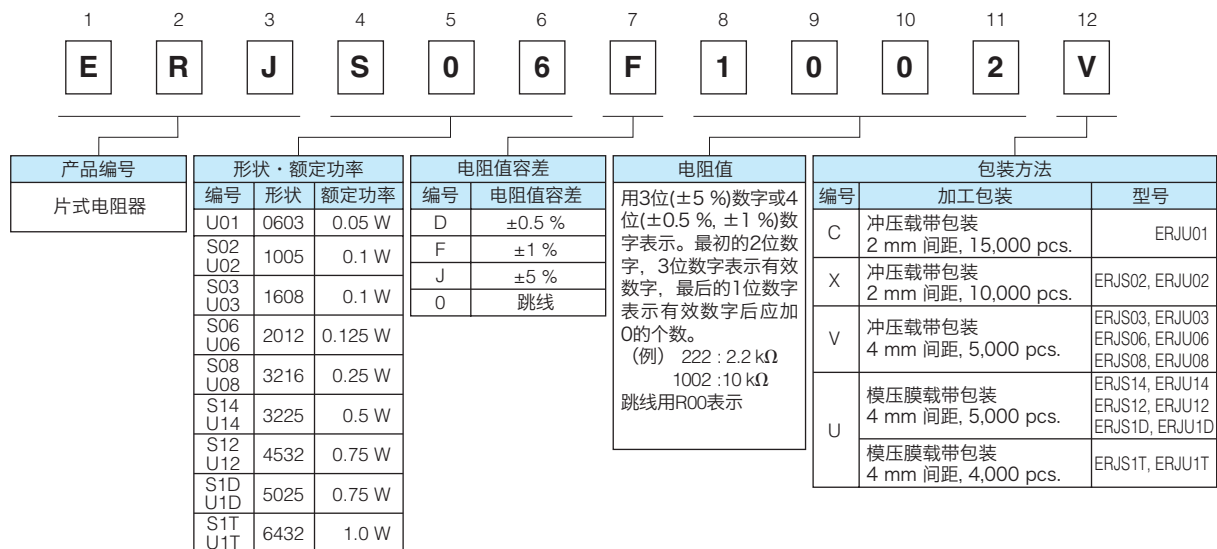 1 2 3 4 5 6 7 8 9 10 11 12
E R J S 0 6 F 1 0 0 2 V
产品编号
片式电阻器
形状・额定功率
编号 形状 额定功率
U01 0603 0.05 W
S02
U02 1005 0.1 W
S03
U03 1608 0.1 W
S06
U06 2012 0.125 W
S08
U08 3216 0.25 W
S14
U14 3225 0.5 W
S12
U12 4532 0.75 W
S1D
U1D 5025 0.75 W
S1T
U1T 6432 1.0 W
电阻值容差
编号 电阻值容差
D ±0.5 %
F ±1 %
J ±5 %
0 跳线
电阻值
用3位(±5 %)数字或4
位(±0.5 %, ±1 %)数
字表示。最初的2位数
字，3位数字表示有效
数字，最后的1位数字
表示有效数字后应加
0的个数。
（例） 222 : 2.2 kΩ
1002 :10 kΩ
跳线用R00表示
包装方法
编号 加工包装 型号
C 冲压载带包装
2 mm 间距, 15,000 pcs. ERJU01
X 冲压载带包装
2 mm 间距, 10,000 pcs. ERJS02, ERJU02
V 冲压载带包装
4 mm 间距, 5,000 pcs.
ERJS03, ERJU03
ERJS06, ERJU06
ERJS08, ERJU08
U 模压膜载带包装
4 mm 间距, 5,000 pcs.
ERJS14, ERJU14
ERJS12, ERJU12
ERJS1D, ERJU1D
模压膜载带包装
4 mm 间距, 4,000 pcs. ERJS1T, ERJU1T